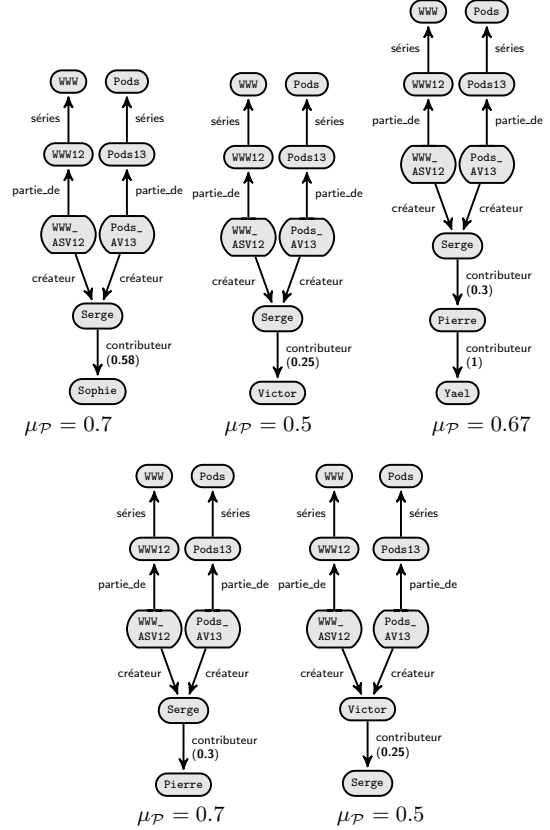 WWW Pods
séries séries
WWW12 Pods13
partie_de partie_de
WWW_ Pods_
ASV12 AV13
créateur créateur
Serge
contributeur
(0.58)
Sophie
μ𝒫 = 0.7
WWW Pods
séries séries
WWW12 Pods13
partie_de partie_de
WWW_ Pods_
ASV12 AV13
créateur créateur
Serge
contributeur
(0.25)
Victor
μ𝒫 = 0.5
WWW Pods
séries séries
WWW12 Pods13
partie_de partie_de
WWW_ Pods_
ASV12 AV13
créateur créateur
Serge
contributeur
(0.3)
Pierre
contributeur
(1)
Yael
μ𝒫 = 0.67
WWW Pods
séries séries
WWW12 Pods13
partie_de partie_de
WWW_ Pods_
ASV12 AV13
créateur créateur
Serge
contributeur
(0.3)
Pierre
μ𝒫 = 0.7
WWW Pods
séries séries
WWW12 Pods13
partie_de partie_de
WWW_ Pods_
ASV12 AV13
créateur créateur
Victor
contributeur
(0.25)
Serge
μ𝒫 = 0.5